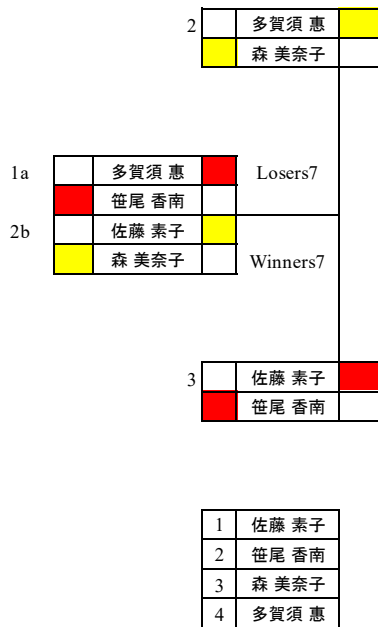 2 多賀須 惠
森 美奈子
1a 多賀須 惠 Losers7
笹尾 香南
2b 佐藤 素子
森 美奈子 Winners7
3 佐藤 素子
笹尾 香南
1 佐藤 素子
2 笹尾 香南
3 森 美奈子
4 多賀須 惠